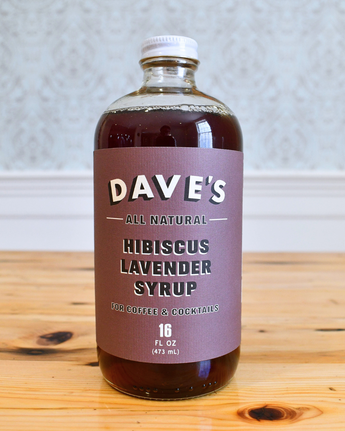 DAVE'S
ALL NATURAL
HIBISCUS
LAVENDER
SYRUP
FOR COFFEE & COCKTAILS
16
FL OZ
(473 mL)